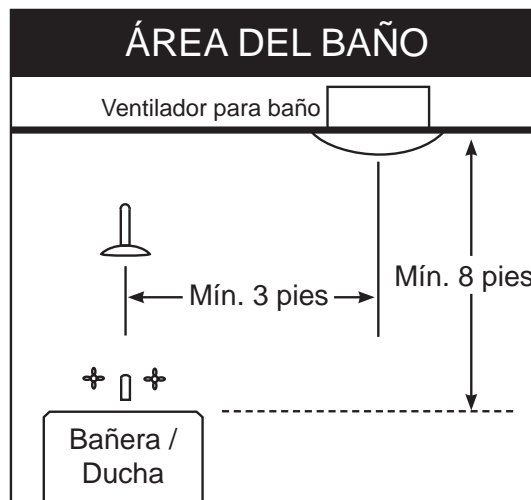 ÁREA DEL BAÑO
Ventilador para baño
Mín. 3 pies
Mín. 8 pies
Bañera /
Ducha